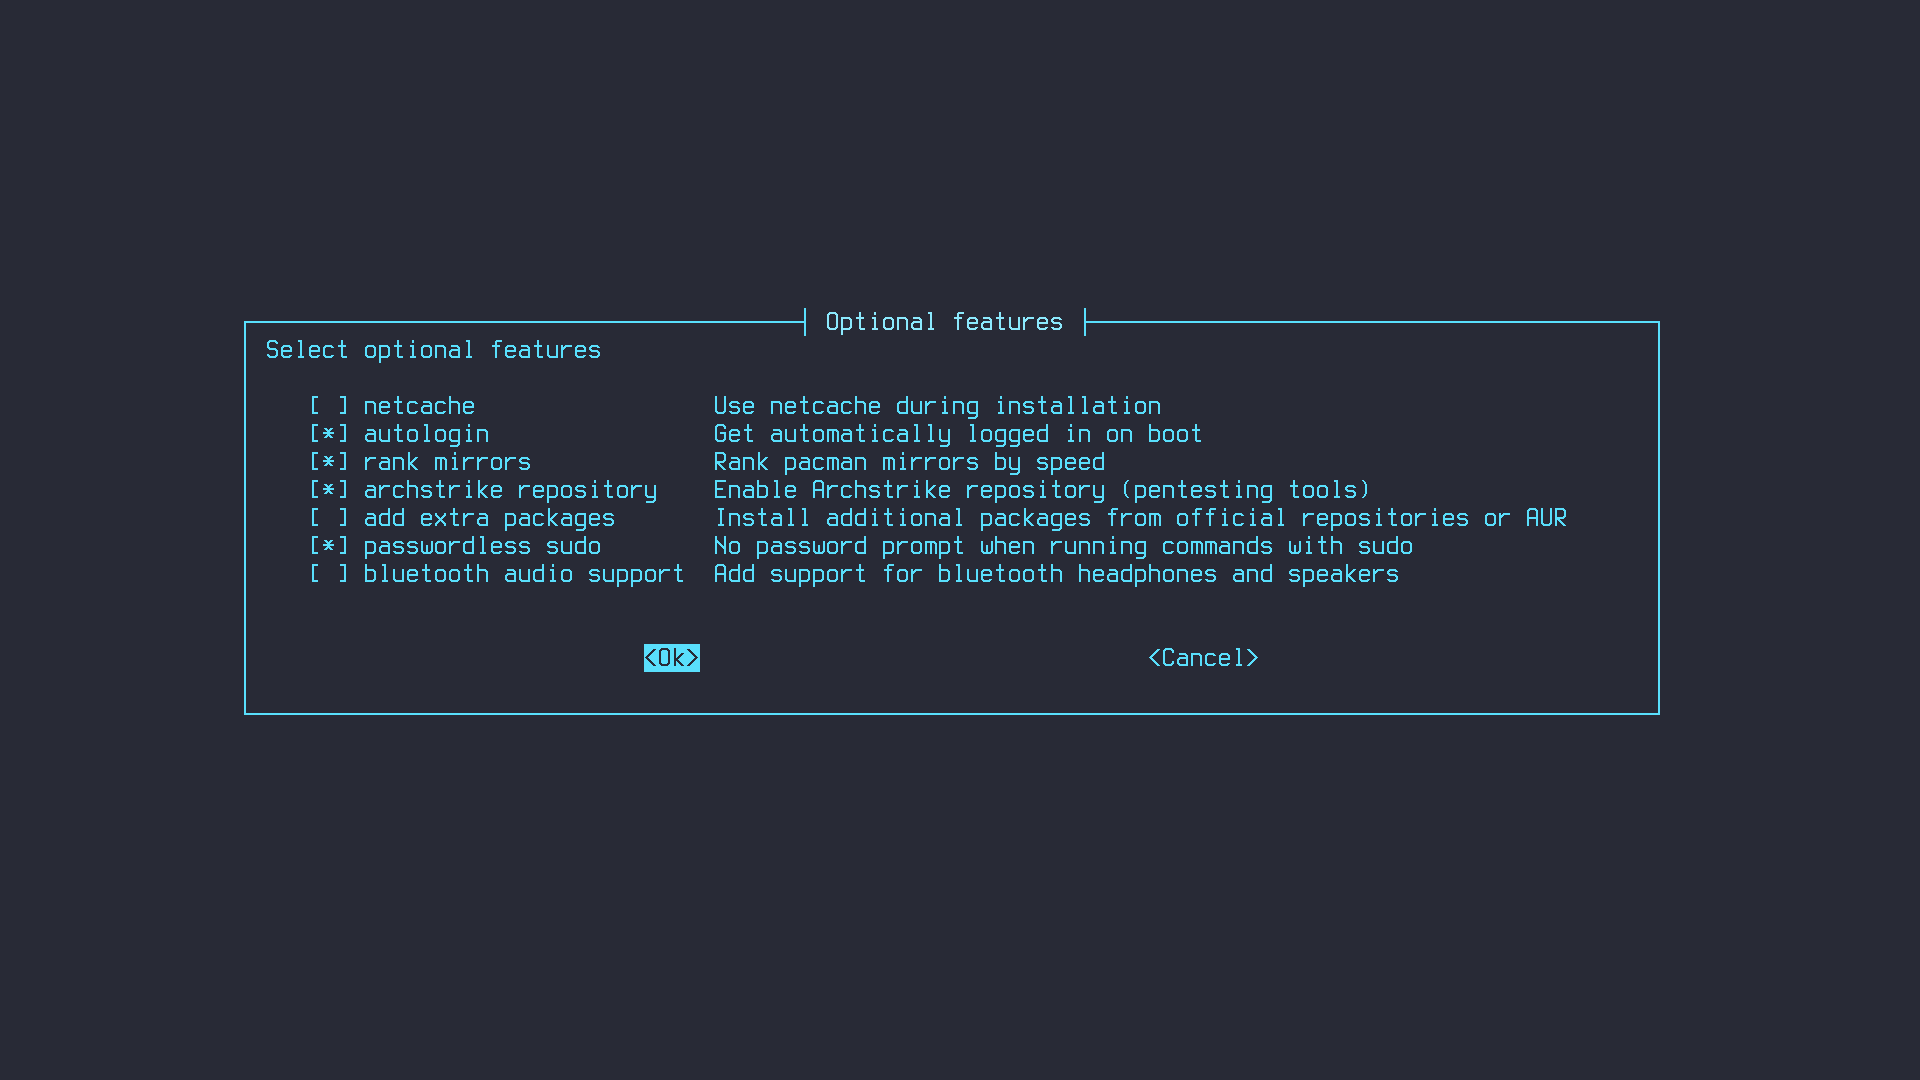 Optional features
Select optional features
[ ] netcache Use netcache during installation
[*] autologin Get automatically logged in on boot
[*] rank mirrors Rank pacman mirrors by speed
[*] archstrike repository Enable Archstrike repository (pentesting tools)
[ ] add extra packages Install additional packages from official repositories or AUR
[*] passwordless sudo No password prompt when running commands with sudo
[ ] bluetooth audio support Add support for bluetooth headphones and speakers
<Ok> <Cancel>